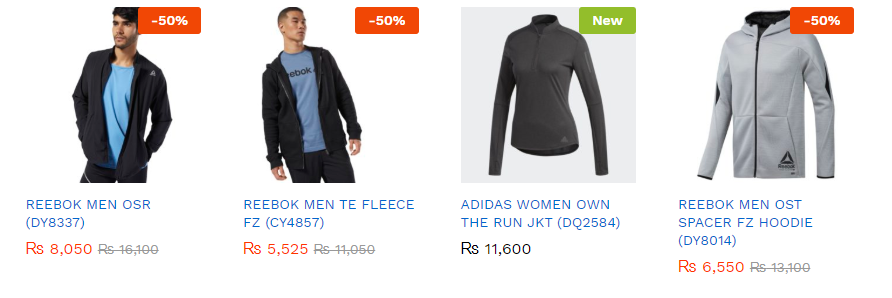 -50%
-50%
New
-50%
Reebok
REEBOK MEN OSR
(DY8337)
₨ 8,050 ₨ 16,100
REEBOK MEN TE FLEECE
FZ (CY4857)
₨ 5,525 ₨ 11,050
ADIDAS WOMEN OWN
THE RUN JKT (DQ2584)
₨ 11,600
REEBOK MEN OST
SPACER FZ HOODIE
(DY8014)
₨ 6,550 ₨ 13,100